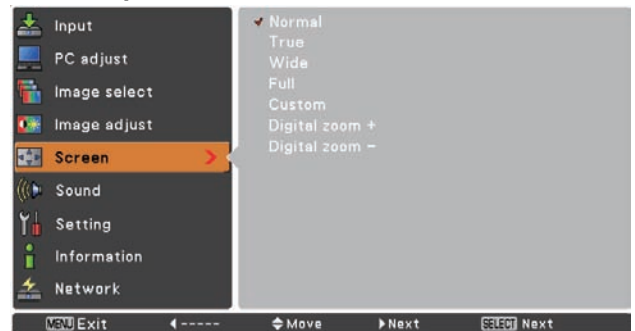 Input
PC adjust
Image select
Image adjust
Screen
Sound
Setting
Information
Network
Normal
True
Wide
Full
Custom
Digital zoom +
Digital zoom –
MENU Exit ◀----- Move ▶Next SELECT Next